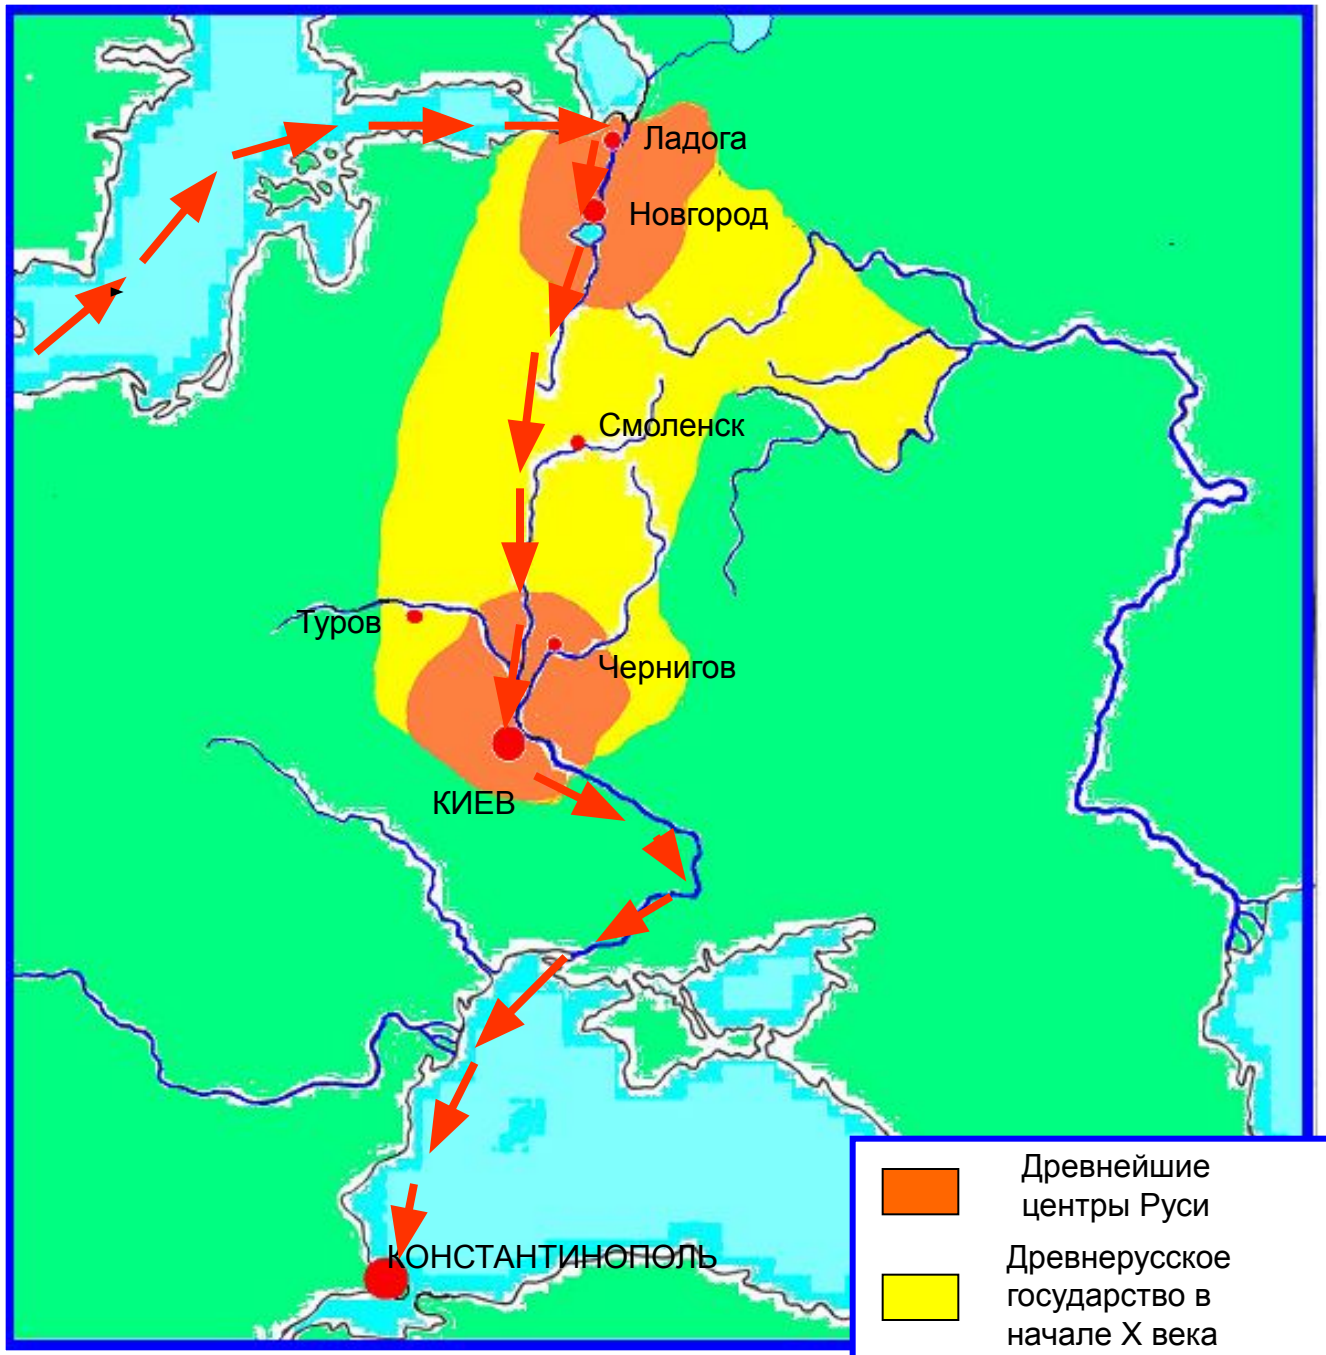 Ладога
Новгород
Смоленск
Туров
Чернигов
КИЕВ
КОНСТАНТИНОПОЛЬ
Древнейшие
центры Руси
Древнерусское
государство в
начале X века